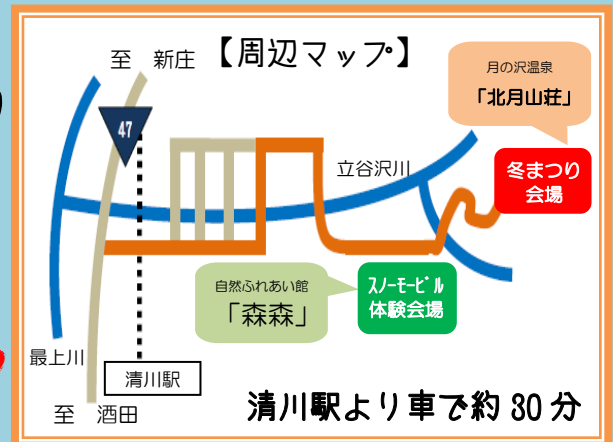 【周辺マップ】
至 新庄
月の沢温泉
「北月山荘」
47
立谷沢川
冬まつり
会場
自然ふれあい館
「森森」
スノーモービル
体験会場
最上川
清川駅
至 酒田
清川駅より車で約30分